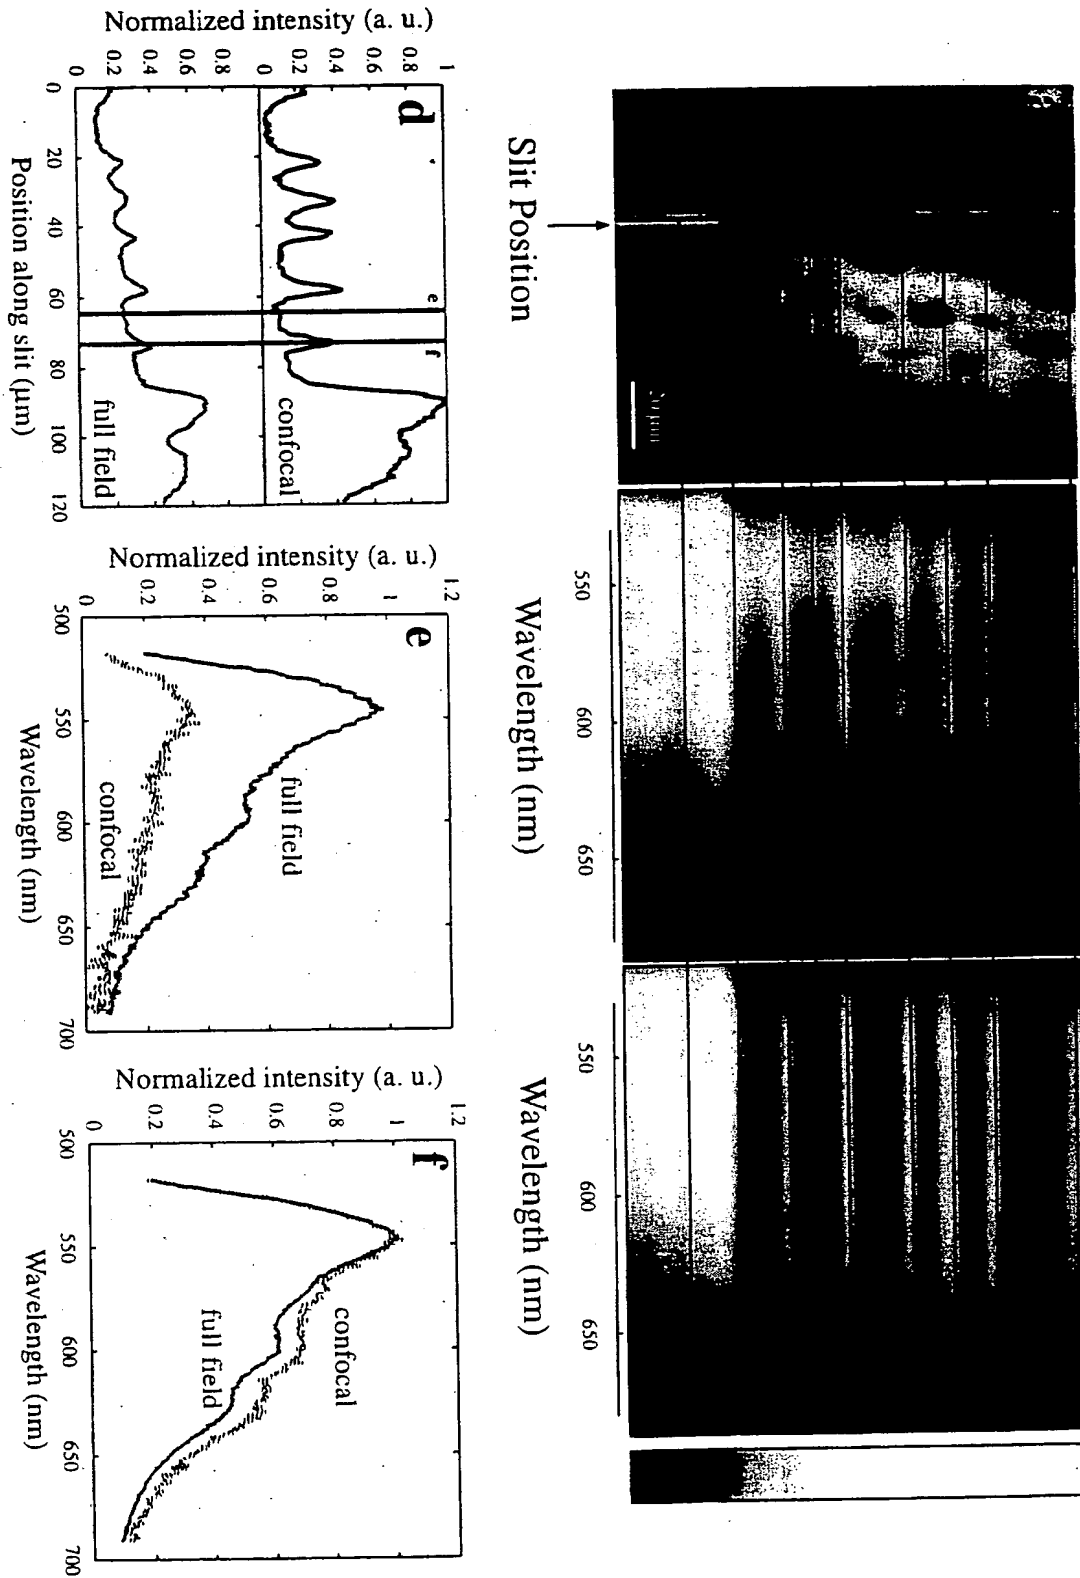 Slit Position
20 µm
550
600
650
Wavelength (nm)
550
600
650
Wavelength (nm)
d
Normalized intensity (a. u.)
1
0.8
0.6
0.4
0.2
0
0.8
0.6
0.4
0.2
0
e
f
confocal
full field
0
20
40
60
80
100
120
Position along slit (µm)
e
Normalized intensity (a. u.)
1.2
1
0.8
0.6
0.4
0.2
0
full field
confocal
500
550
600
650
700
Wavelength (nm)
f
Normalized intensity (a. u.)
1.2
1
0.8
0.6
0.4
0.2
0
confocal
full field
500
550
600
650
700
Wavelength (nm)